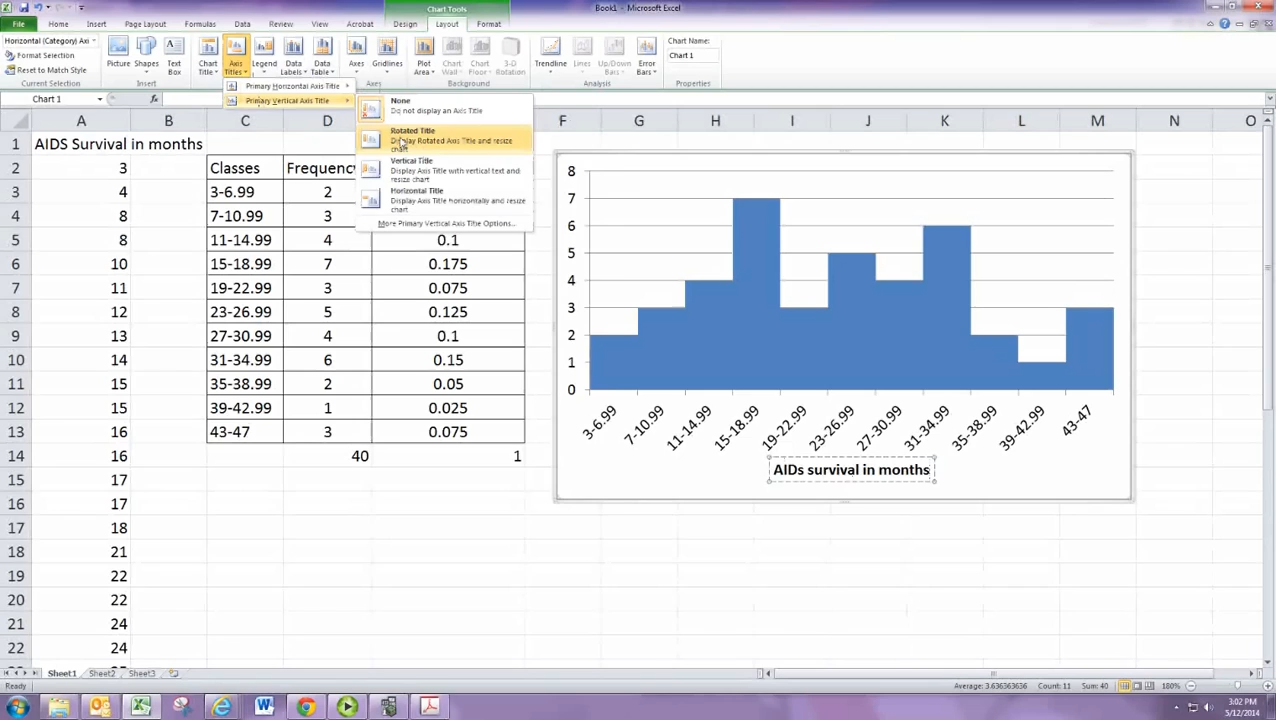 Chart Tools
Book1 - Microsoft Excel
File Home Insert Page Layout Formulas Data Review View Acrobat Design Layout Format
Horizontal (Category) Axi
Format Selection
Reset to Match Style
Current Selection
Picture Shapes Text Box
Insert
Chart Title Axis Titles Legend Data Labels Data Table
Axes Gridlines
Axes
Plot Area Chart Wall Chart Floor 3-D Rotation
Background
Trendline Lines Up/Down Bars Error Bars
Analysis
Chart Name:
Chart 1
Primary Horizontal Axis Title
Primary Vertical Axis Title
None
Do not display an Axis Title
Rotated Title
Display Rotated Axis Title and resize chart
Vertical Title
Display Axis Title with vertical text and resize chart
Horizontal Title
Display Axis Title horizontally and resize chart
More Primary Vertical Axis Title Options...
Chart 1 fx
A B C D F G H I J K L M N O
1 AIDS Survival in months
2 3 Classes Frequency
3 4 3-6.99 2
4 8 7-10.99 3
5 8 11-14.99 4 0.1
6 10 15-18.99 7 0.175
7 11 19-22.99 3 0.075
8 12 23-26.99 5 0.125
9 13 27-30.99 4 0.1
10 14 31-34.99 6 0.15
11 15 35-38.99 2 0.05
12 15 39-42.99 1 0.025
13 16 43-47 3 0.075
14 16 40 1
15 17
16 17
17 18
18 21
19 22
20 22
21 24
22 24
8
7
6
5
4
3
2
1
0
3-6.99 7-10.99 11-14.99 15-18.99 19-22.99 23-26.99 27-30.99 31-34.99 35-38.99 39-42.99 43-47
AIDs survival in months
Sheet1 Sheet2 Sheet3
Ready
Average: 3.636363636 Count: 11 Sum: 40
180%
3:02 PM
5/12/2014